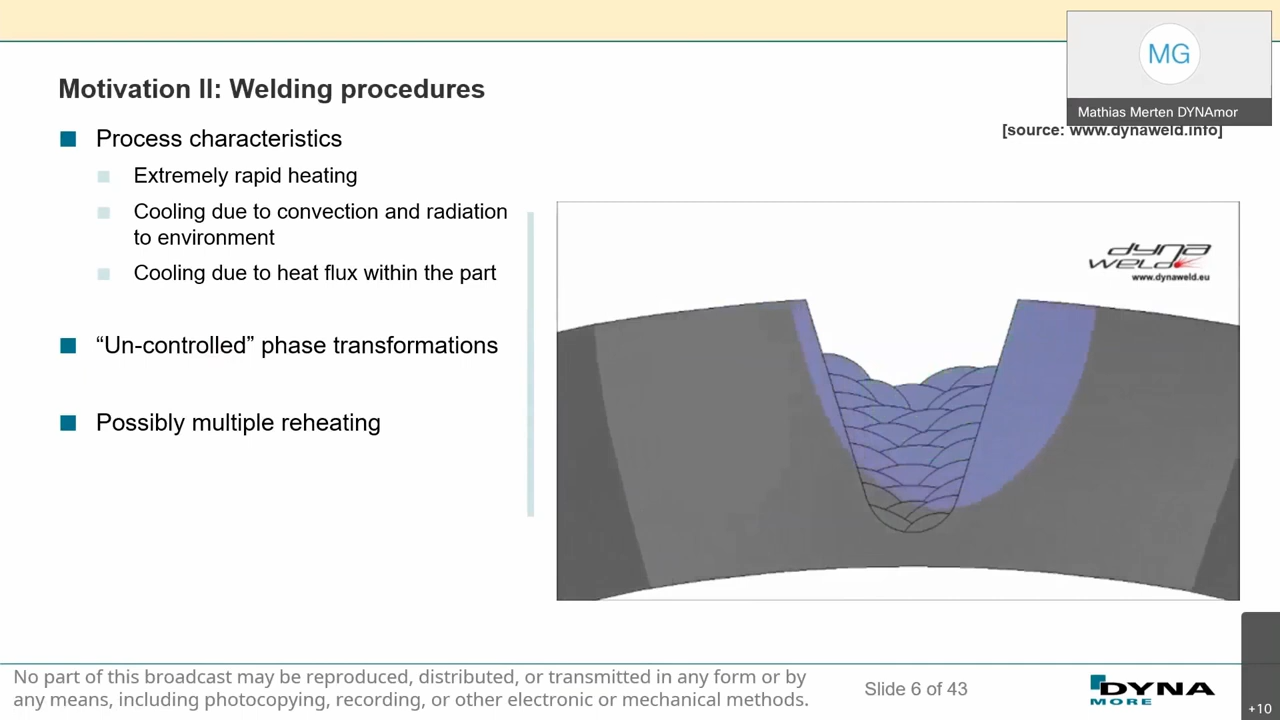 MG
Mathias Merten DYNAmor
Motivation II: Welding procedures
[source: www.dynaweld.info]
Process characteristics
Extremely rapid heating
Cooling due to convection and radiation
to environment
Cooling due to heat flux within the part
“Un-controlled” phase transformations
Possibly multiple reheating
dyna
weld
www.dynaweld.eu
No part of this broadcast may be reproduced, distributed, or transmitted in any form or by
any means, including photocopying, recording, or other electronic or mechanical methods.
Slide 6 of 43
DYNA
MORE
+10